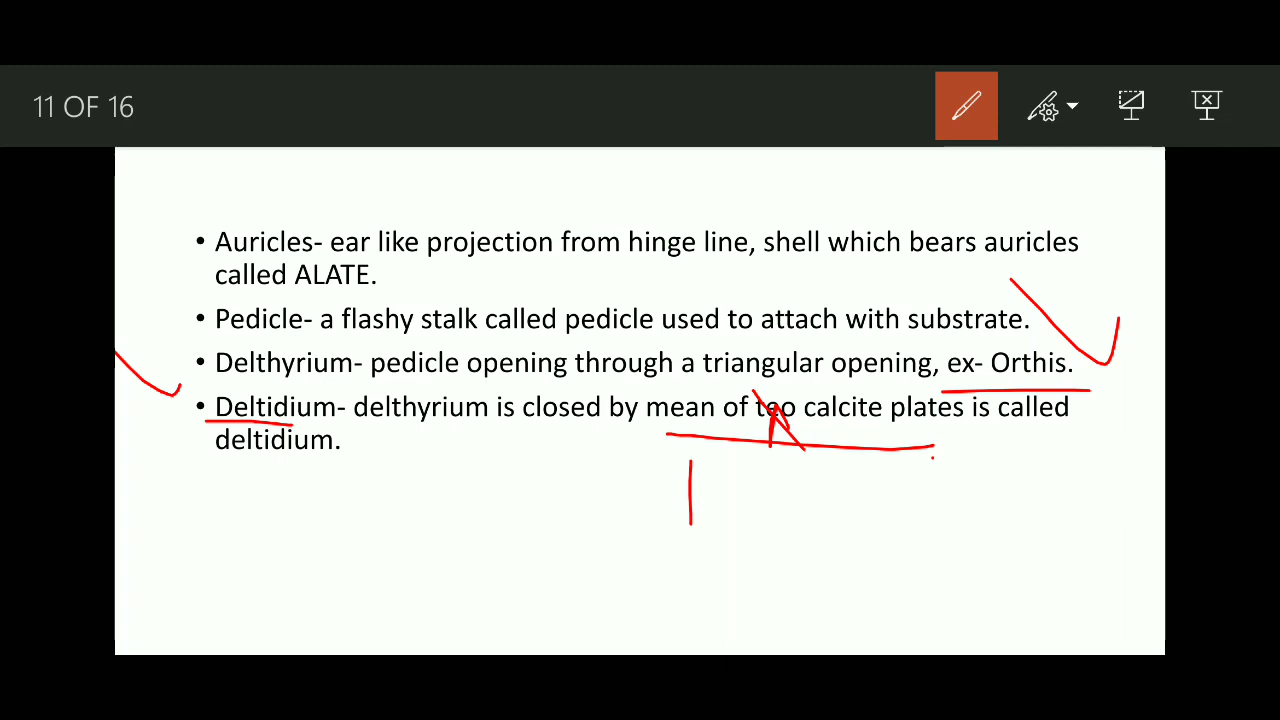 11 OF 16
• Auricles- ear like projection from hinge line, shell which bears auricles
called ALATE.
• Pedicle- a flashy stalk called pedicle used to attach with substrate.
• Delthyrium- pedicle opening through a triangular opening, ex- Orthis.
• Deltidium- delthyrium is closed by mean of teo calcite plates is called
deltidium.